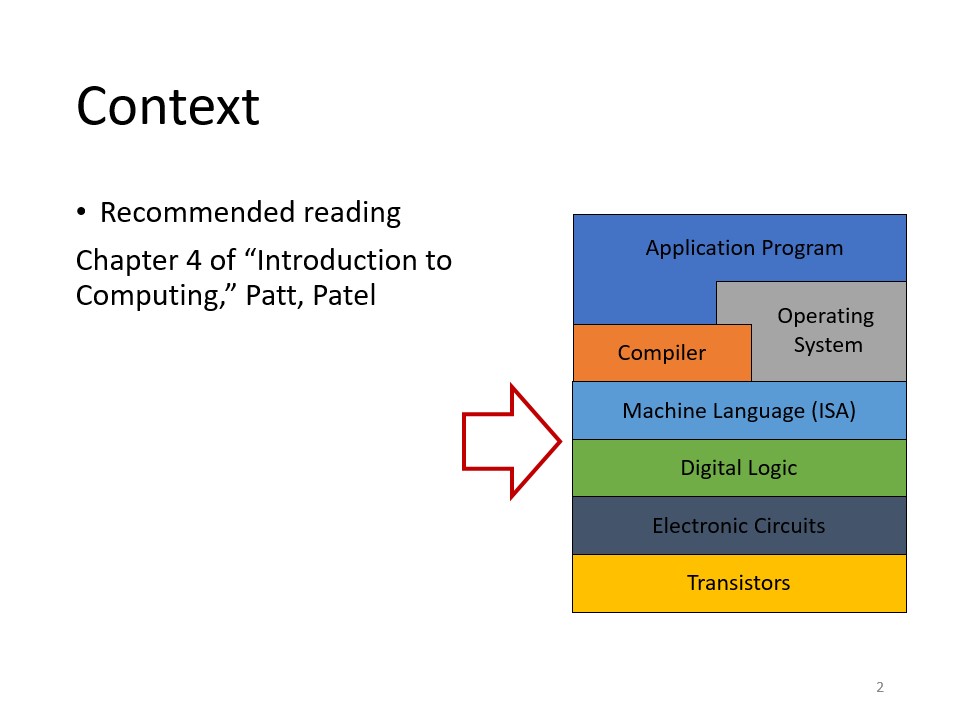 Context
• Recommended reading
Chapter 4 of “Introduction to
Computing,” Patt, Patel
Application Program
Operating
System
Compiler
Machine Language (ISA)
Digital Logic
Electronic Circuits
Transistors
2